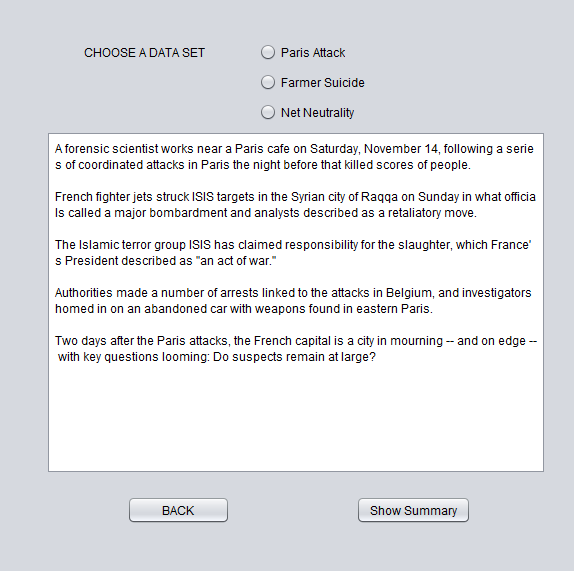 CHOOSE A DATA SET
Paris Attack
Farmer Suicide
Net Neutrality
A forensic scientist works near a Paris cafe on Saturday, November 14, following a serie
s of coordinated attacks in Paris the night before that killed scores of people.
French fighter jets struck ISIS targets in the Syrian city of Raqqa on Sunday in what officia
ls called a major bombardment and analysts described as a retaliatory move.
The Islamic terror group ISIS has claimed responsibility for the slaughter, which France'
s President described as "an act of war."
Authorities made a number of arrests linked to the attacks in Belgium, and investigators
homed in on an abandoned car with weapons found in eastern Paris.
Two days after the Paris attacks, the French capital is a city in mourning -- and on edge --
with key questions looming: Do suspects remain at large?
BACK
Show Summary